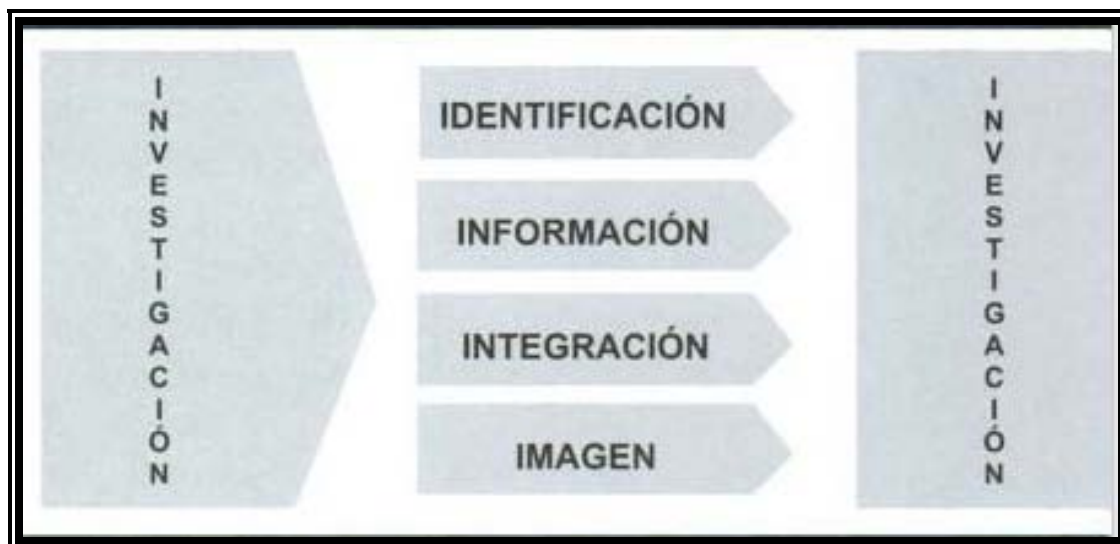 INVESTIGACIÓN
IDENTIFICACIÓN
INFORMACIÓN
INTEGRACIÓN
IMAGEN
INVESTIGACIÓN